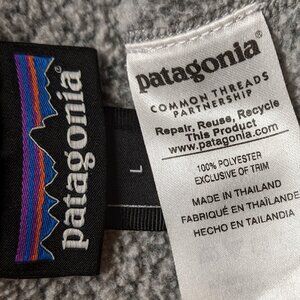 patagonia
L
patagonia
COMMON THREADS
PARTNERSHIP
Repair, Reuse, Recycle
This Product
www.patagonia.com
100% POLYESTER
EXCLUSIVE OF TRIM
MADE IN THAILAND
FABRIQUÉ EN THAÏLANDE
HECHO EN TAILANDIA